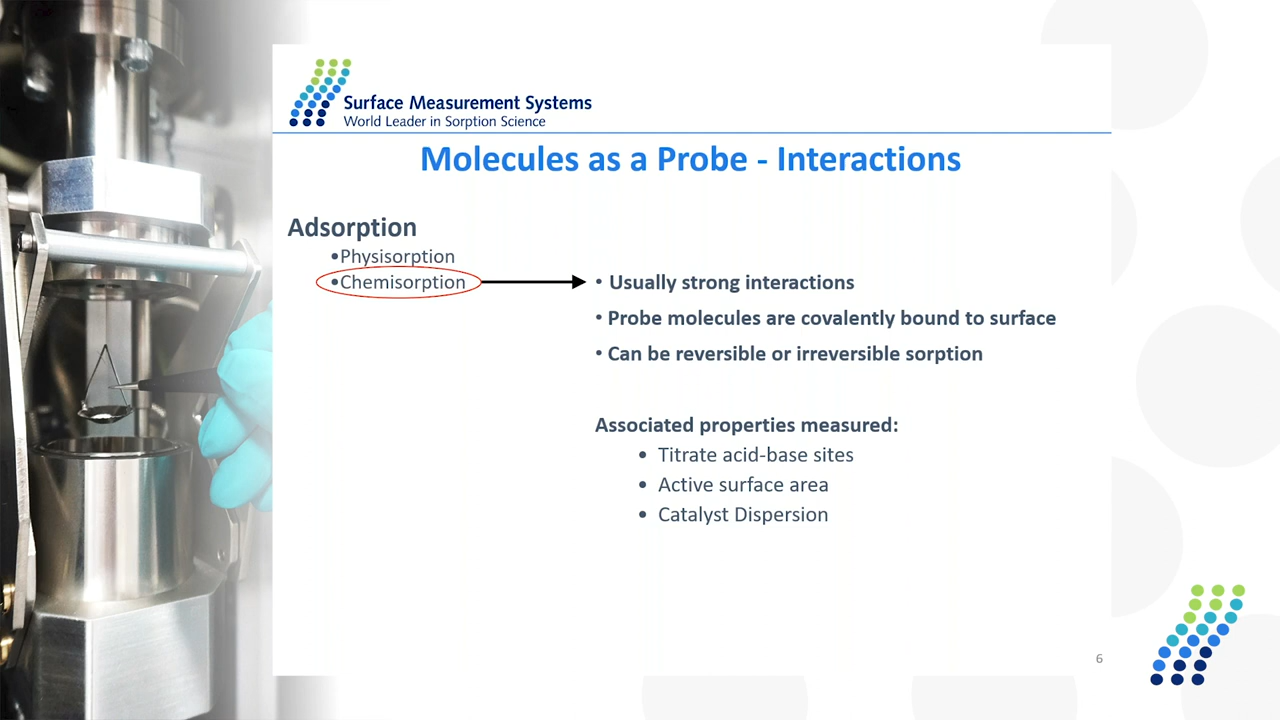 Surface Measurement Systems
World Leader in Sorption Science
Molecules as a Probe - Interactions
Adsorption
•Physisorption
•Chemisorption
• Usually strong interactions
• Probe molecules are covalently bound to surface
• Can be reversible or irreversible sorption
Associated properties measured:
• Titrate acid-base sites
• Active surface area
• Catalyst Dispersion
6